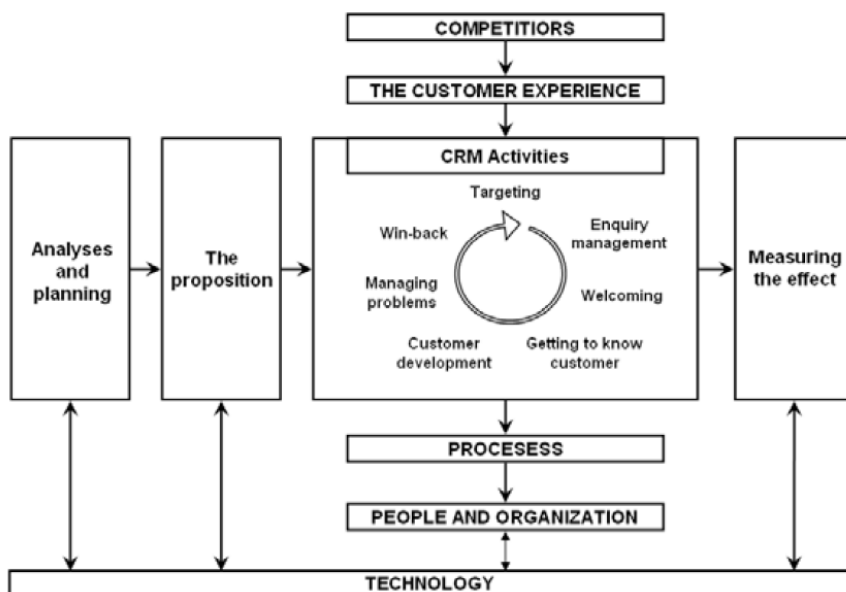 COMPETITIORS
THE CUSTOMER EXPERIENCE
Analyses
and
planning
The
proposition
CRM Activities
Targeting
Enquiry
management
Welcoming
Getting to know
customer
Customer
development
Managing
problems
Win-back
Measuring
the effect
PROCESESS
PEOPLE AND ORGANIZATION
TECHNOLOGY